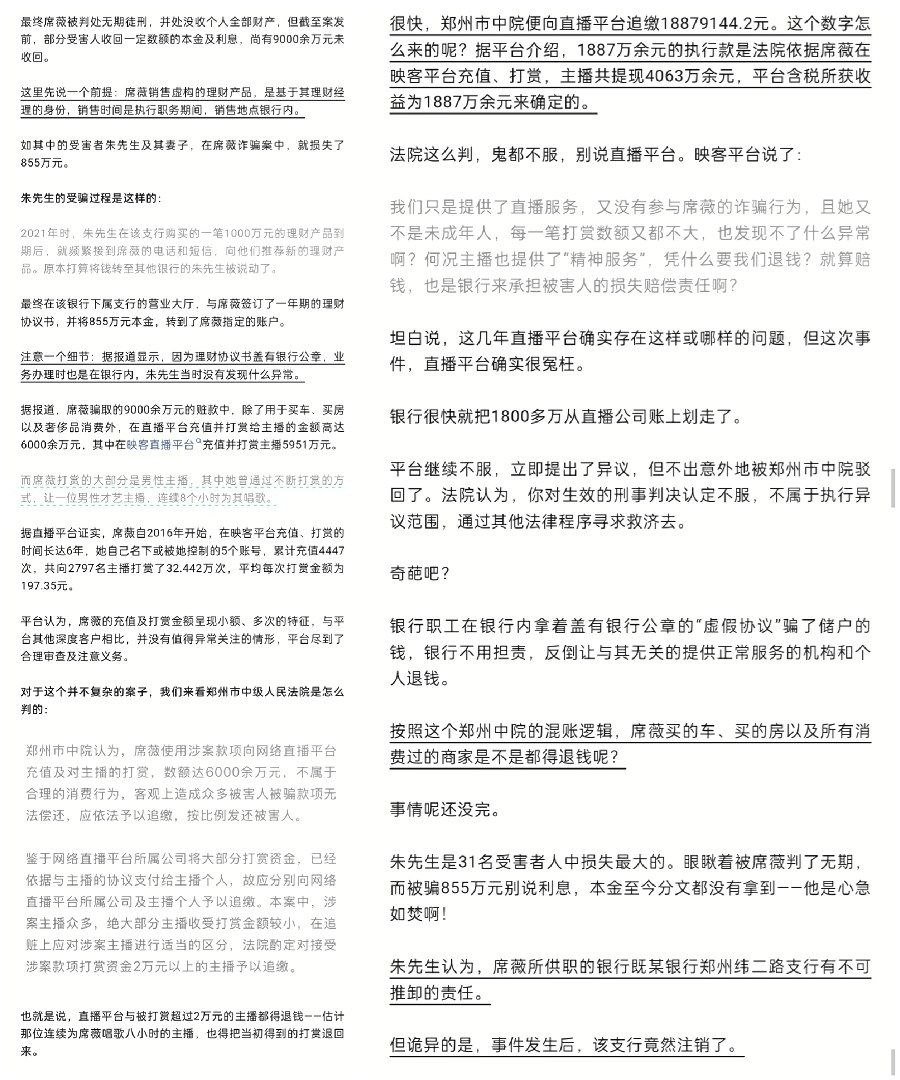 最终席薇被判处无期徒刑，并处没收个人全部财产，但截至案发
前，部分受害人收回一定数额的本金及利息，尚有9000余万元未
收回。
这里先说一个前提：席薇销售虚构的理财产品，是基于其理财经
理的身份，销售时间是执行职务期间，销售地点银行内。
如其中的受害者朱先生及其妻子，在席薇诈骗案中，就损失了
855万元。
朱先生的受骗过程是这样的：
2021年时，朱先生在该支行购买的一笔1000万元的理财产品到
期后，就频繁接到席薇的电话和短信，向他们推荐新的理财产
品。原本打算将钱转至其他银行的朱先生被说动了。
最终在该银行下属支行的营业大厅，与席薇签订了一年期的理财
协议书，并将855万元本金，转到了席薇指定的账户。
注意一个细节：据报道显示，因为理财协议书盖有银行公章，业
务办理时也是在银行内，朱先生当时没有发现什么异常。
据报道，席薇骗取的9000余万元的赃款中，除了用于买车、买房
以及奢侈品消费外，在直播平台充值并打赏给主播的金额高达
6000余万元，其中在映客直播平台充值并打赏主播5951万元。
而席薇打赏的大部分是男性主播，其中她曾通过不断打赏的方
式，让一位男性才艺主播，连续8个小时为其唱歌。
据直播平台证实，席薇自2016年开始，在映客平台充值、打赏的
时间长达6年，她自己名下或被她控制的5个账号，累计充值4447
次，共向2797名主播打赏了32.442万次，平均每次打赏金额为
197.35元。
平台认为，席薇的充值及打赏金额呈现小额、多次的特征，与平
台其他深度客户相比，并没有值得异常关注的情形，平台尽到了
合理审查及注意义务。
对于这个并不复杂的案子，我们来看郑州市中级人民法院是怎么
判的：
郑州市中院认为，席薇使用涉案款项向网络直播平台
充值及对主播的打赏，数额达6000余万元，不属于
合理的消费行为，客观上造成众多被害人被骗款项无
法偿还，应依法予以追缴，按比例发还被害人。
鉴于网络直播平台所属公司将大部分打赏资金，已经
依据与主播的协议支付给主播个人，故应分别向网络
直播平台所属公司及主播个人予以追缴。本案中，涉
案主播众多，绝大部分主播收受打赏金额较小，在追
赃上应对涉案主播进行适当的区分，法院酌定对接受
涉案款项打赏资金2万元以上的主播予以追缴。
也就是说，直播平台与被打赏超过2万元的主播都得退钱——估计
那位连续为席薇唱歌八小时的主播，也得把当初得到的打赏退回
来。
很快，郑州市中院便向直播平台追缴18879144.2元。这个数字怎
么来的呢？据平台介绍，1887万余元的执行款是法院依据席薇在
映客平台充值、打赏，主播共提现4063万余元，平台含税所获收
益为1887万余元来确定的。
法院这么判，鬼都不服，别说直播平台。映客平台说了：
我们只是提供了直播服务，又没有参与席薇的诈骗行为，且她又
不是未成年人，每一笔打赏数额又都不大，也发现不了什么异常
啊？何况主播也提供了“精神服务”，凭什么要我们退钱？就算赔
钱，也是银行来承担被害人的损失赔偿责任啊？
坦白说，这几年直播平台确实存在这样或哪样的问题，但这次事
件，直播平台确实很冤枉。
银行很快就把1800多万从直播公司账上划走了。
平台继续不服，立即提出了异议，但不出意外地被郑州市中院驳
回了。法院认为，你对生效的刑事判决认定不服，不属于执行异
议范围，通过其他法律程序寻求救济去。
奇葩吧？
银行职工在银行内拿着盖有银行公章的“虚假协议”骗了储户的
钱，银行不用担责，反倒让与其无关的提供正常服务的机构和个
人退钱。
按照这个郑州中院的混账逻辑，席薇买的车、买的房以及所有消
费过的商家是不是都得退钱呢？
事情呢还没完。
朱先生是31名受害者人中损失最大的。眼瞅着被席薇判了无期，
而被骗855万元别说利息，本金至今分文都没有拿到——他是心急
如焚啊！
朱先生认为，席薇所供职的银行既某银行郑州纬二路支行有不可
推卸的责任。
但诡异的是，事件发生后，该支行竟然注销了。